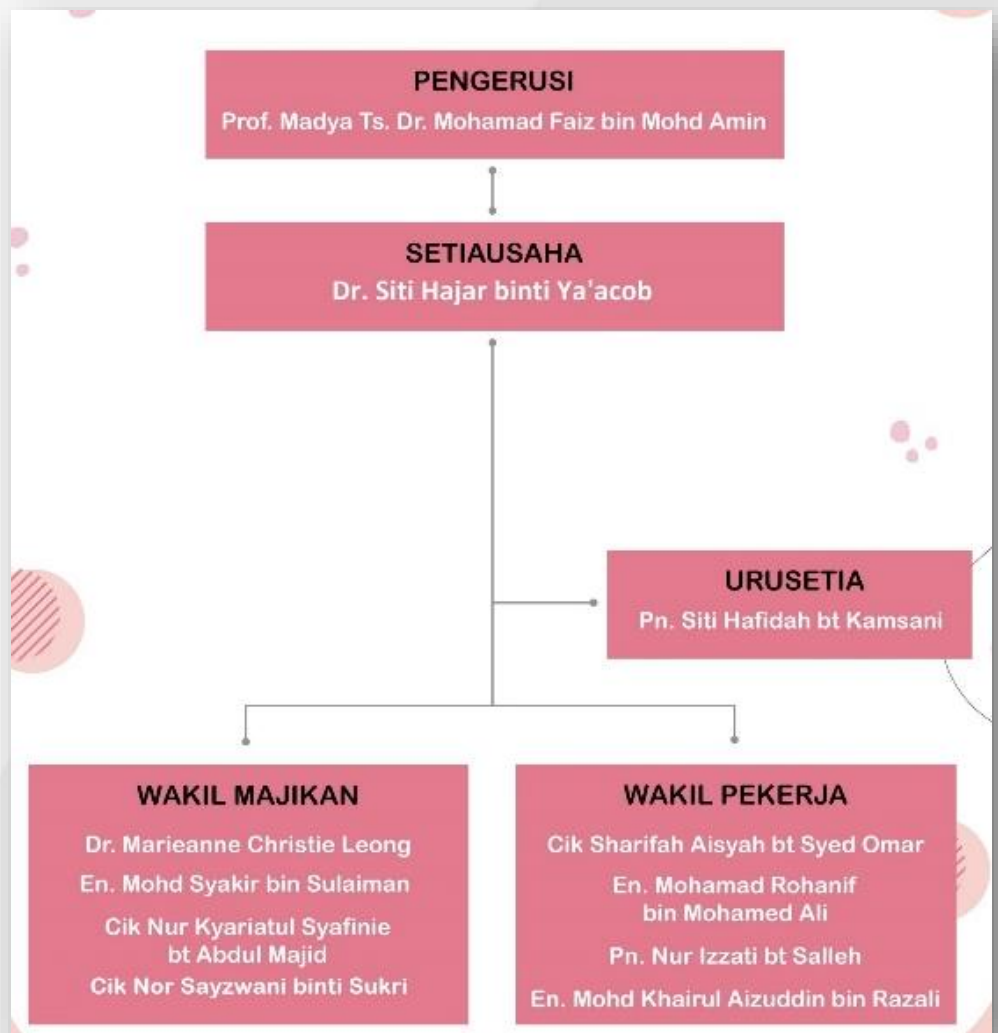 PENGERUSI
Prof. Madya Ts. Dr. Mohamad Faiz bin Mohd Amin
SETIAUSAHA
Dr. Siti Hajar binti Ya'acob
URUSETIA
Pn. Siti Hafidah bt Kamsani
WAKIL MAJIKAN
Dr. Marieanne Christie Leong
En. Mohd Syakir bin Sulaiman
Cik Nur Kyariatul Syafinie
bt Abdul Majid
Cik Nor Sayzwani binti Sukri
WAKIL PEKERJA
Cik Sharifah Aisyah bt Syed Omar
En. Mohamad Rohanif
bin Mohamed Ali
Pn. Nur Izzati bt Salleh
En. Mohd Khairul Aizuddin bin Razali